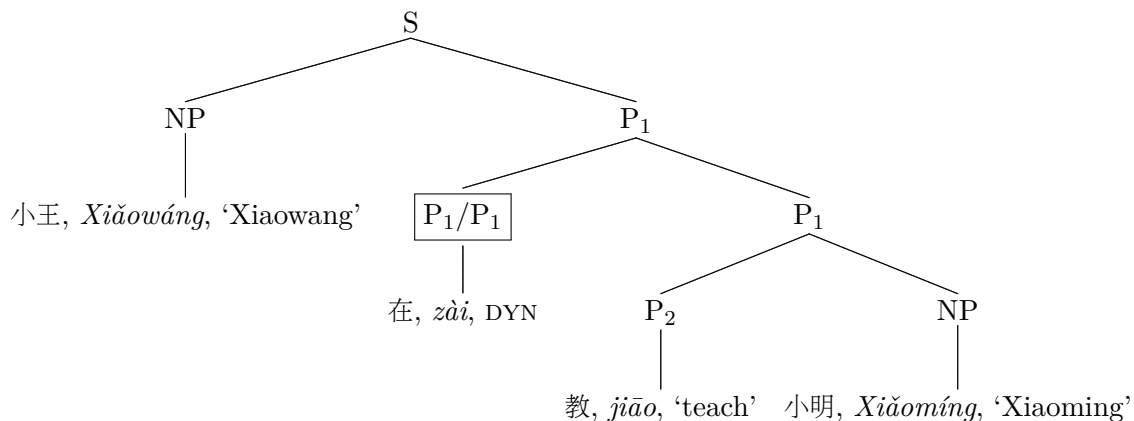 S
NP P₁
小王, Xiǎowáng, ‘Xiaowang’ P₁/P₁ P₁
在, zài, DYN P₂ NP
教, jiāo, ‘teach’ 小明, Xiǎomíng, ‘Xiaoming’